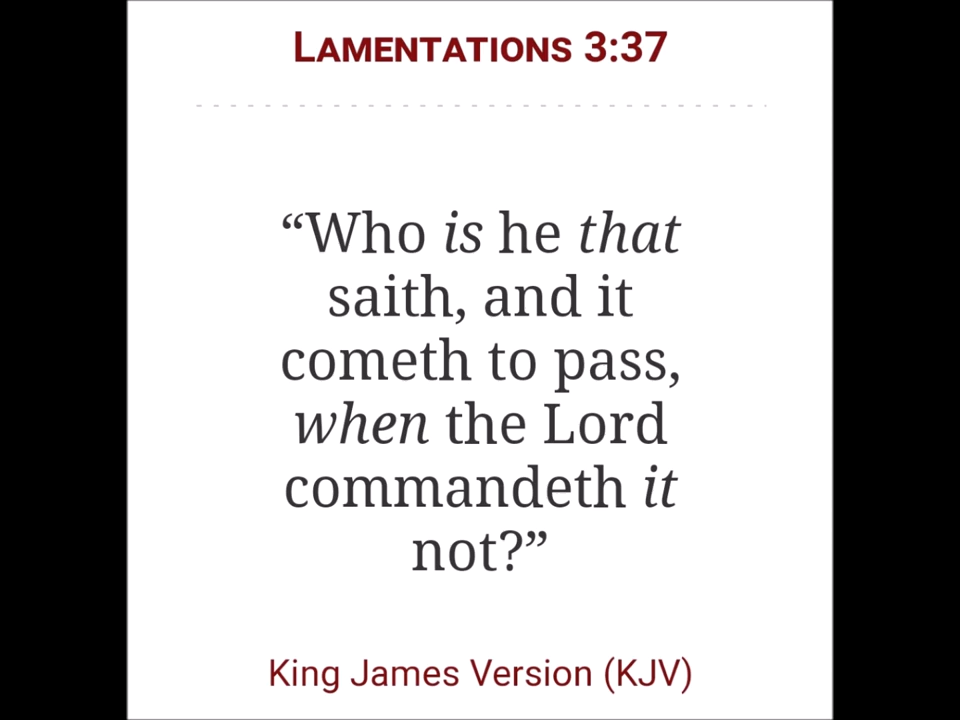 LAMENTATIONS 3:37
“Who is he that
saith, and it
cometh to pass,
when the Lord
commandeth it
not?”
King James Version (KJV)